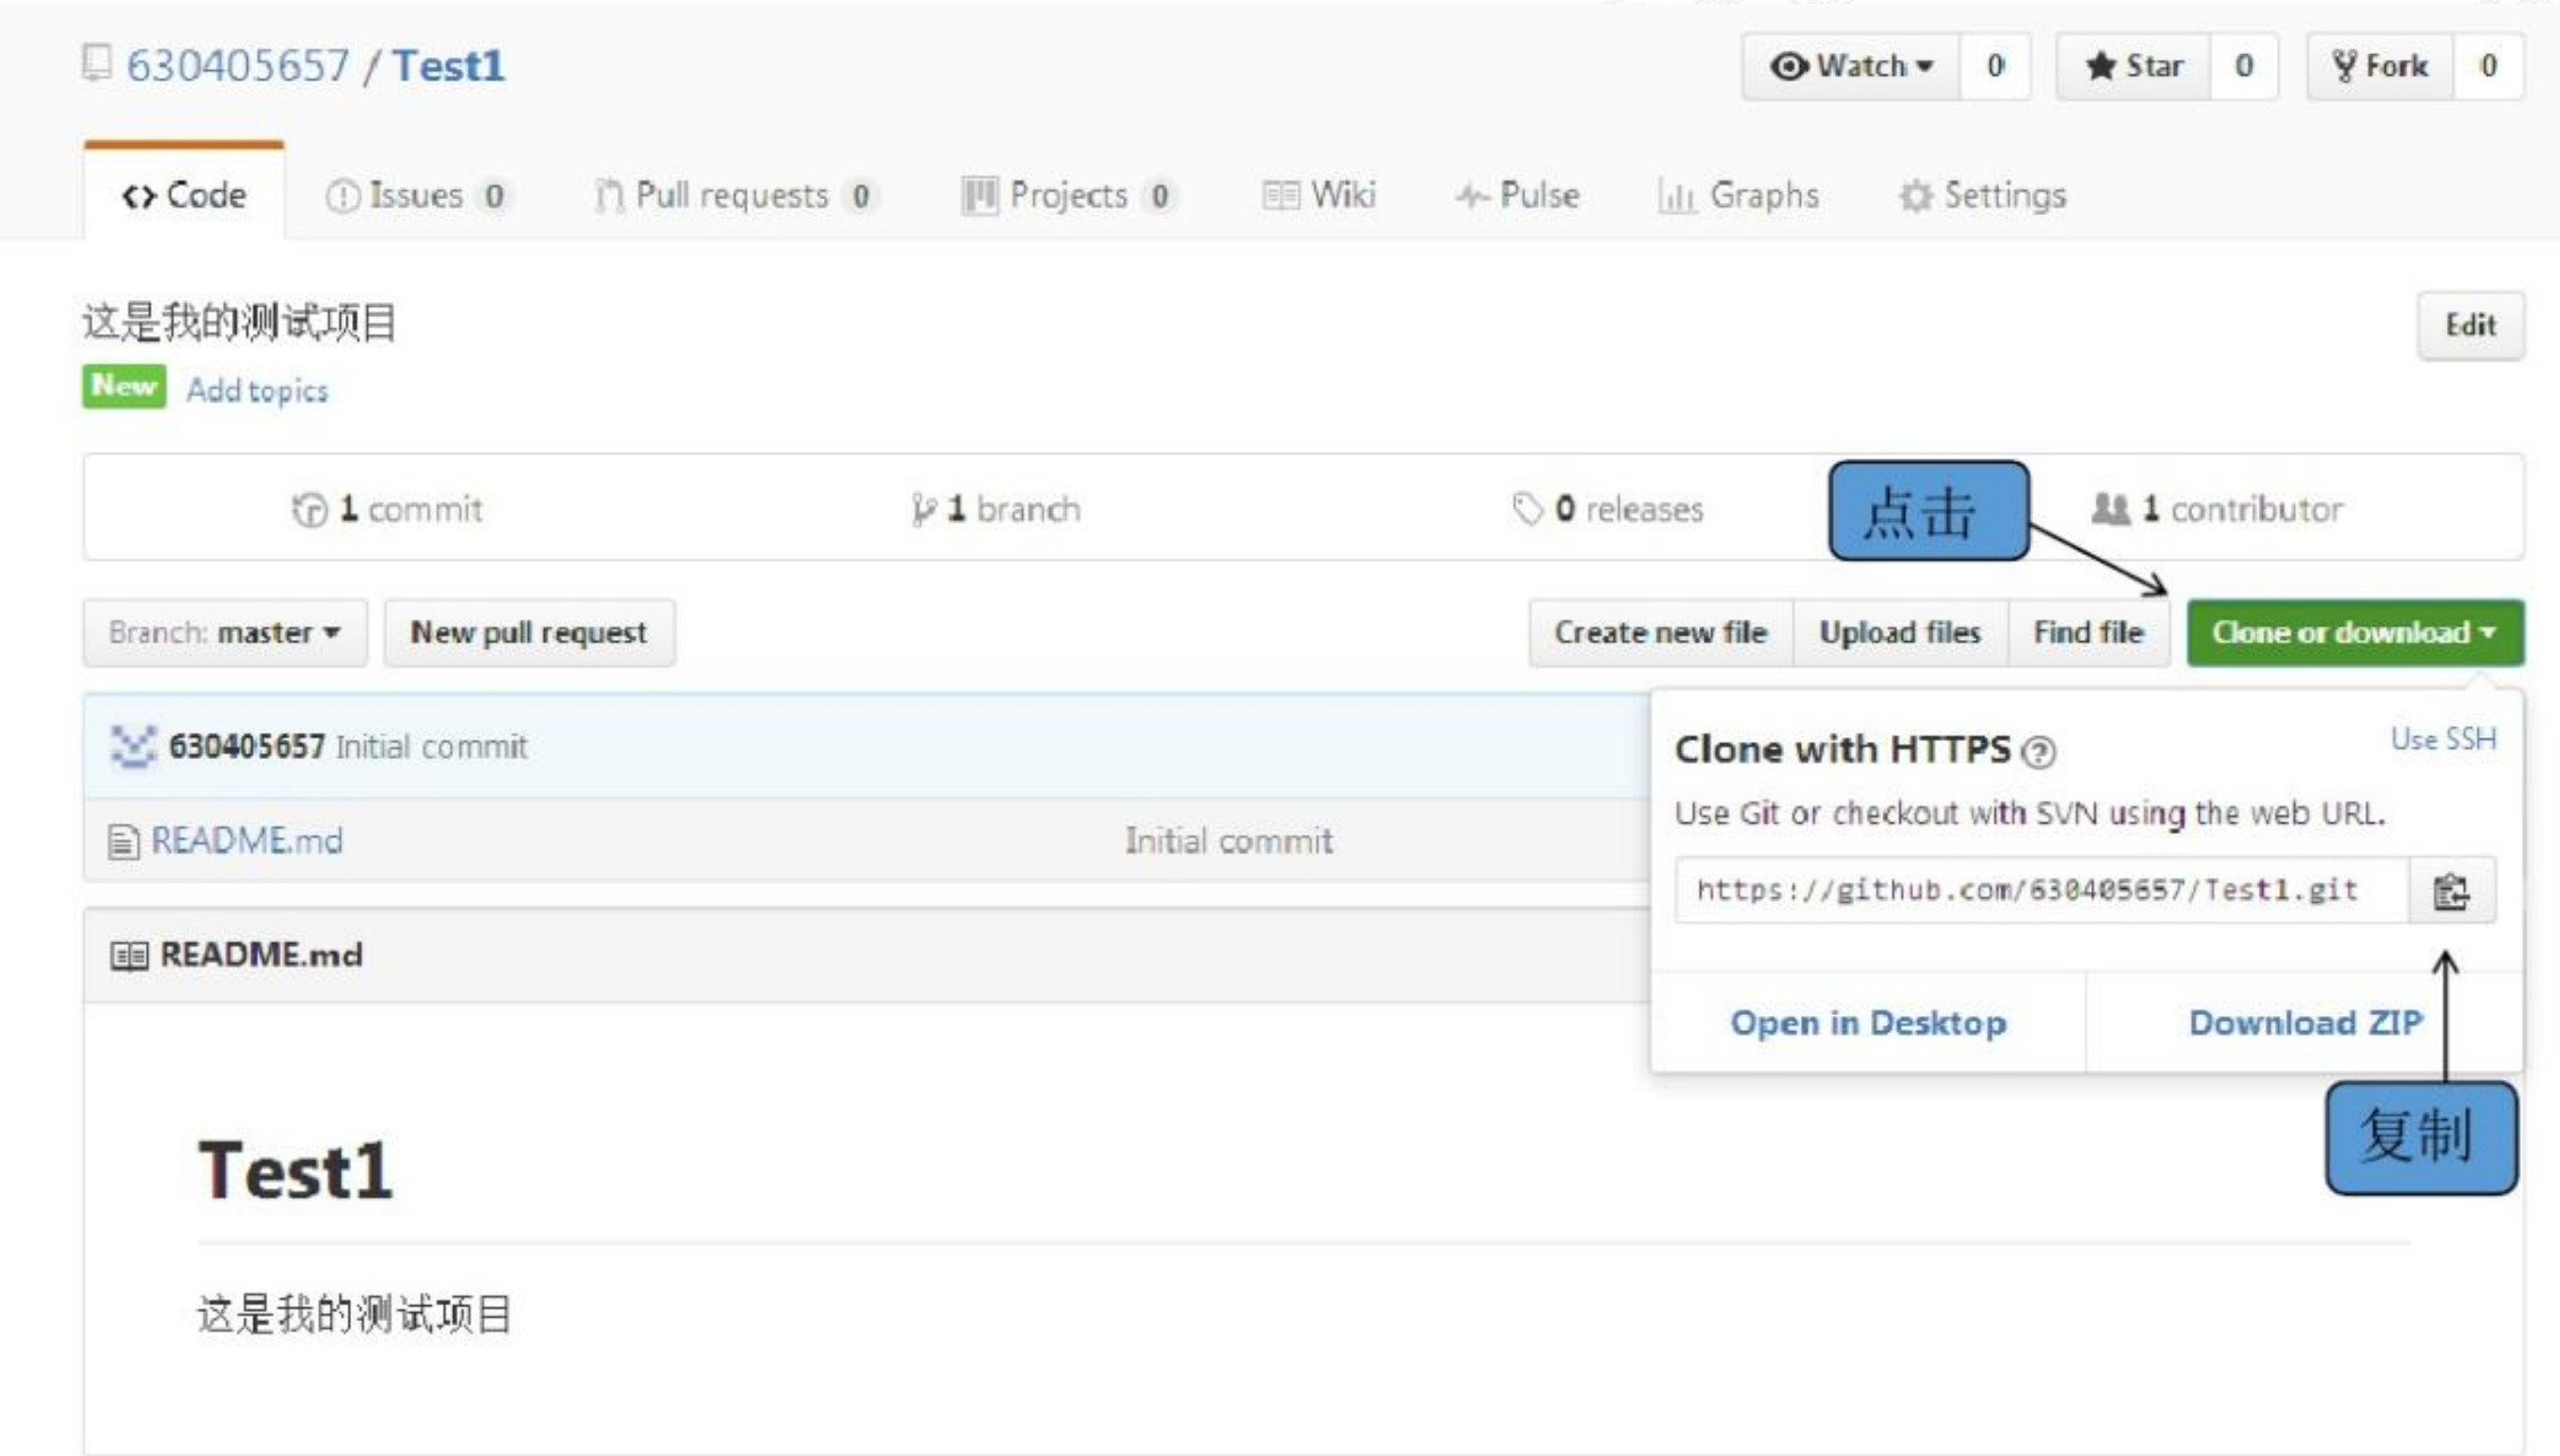 630405657 / Test1
Watch 0 Star 0 Fork 0
Code Issues 0 Pull requests 0 Projects 0 Wiki Pulse Graphs Settings
这是我的测试项目
Edit
New Add topics
1 commit 1 branch 0 releases 1 contributor
点击
Branch: master New pull request Create new file Upload files Find file Clone or download
630405657 Initial commit
README.md Initial commit
Clone with HTTPS Use SSH
Use Git or checkout with SVN using the web URL.
https://github.com/630405657/Test1.git
Open in Desktop Download ZIP
复制
README.md
Test1
这是我的测试项目